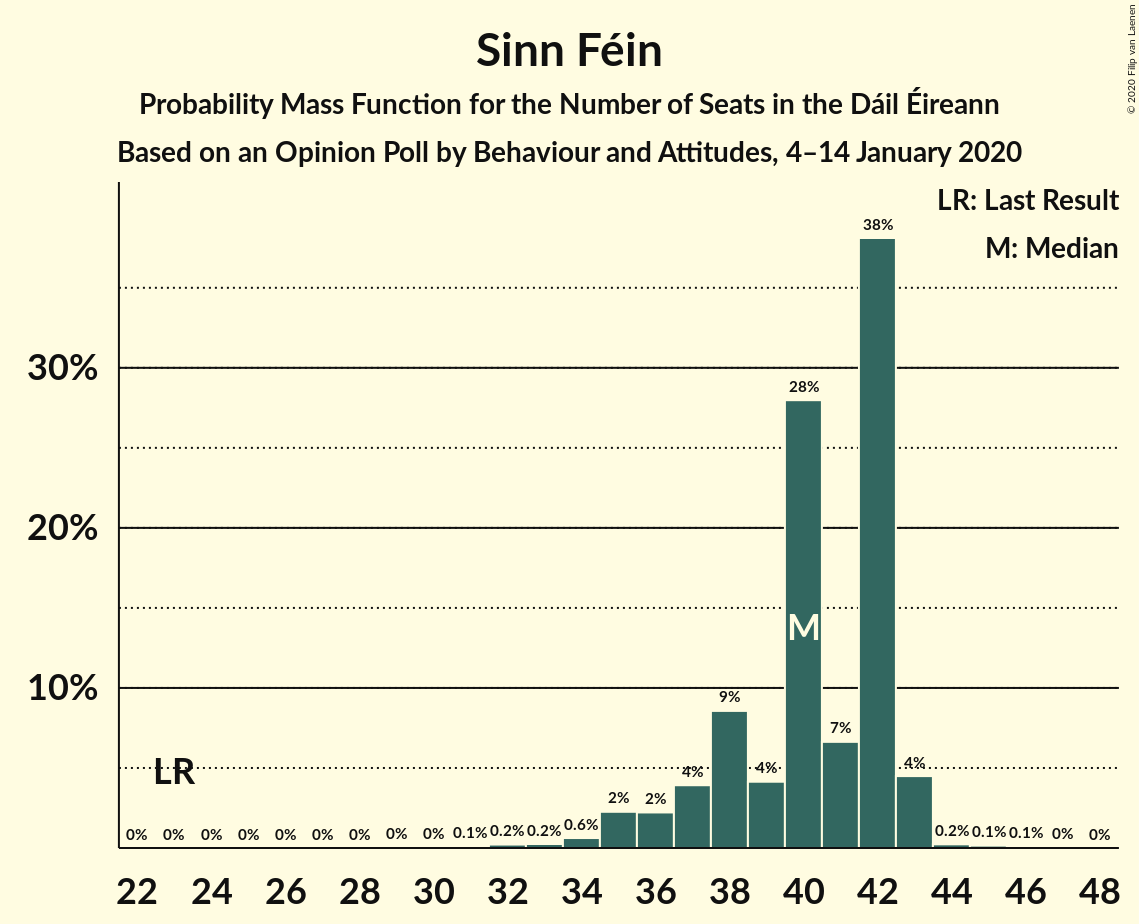 Sinn Féin
Probability Mass Function for the Number of Seats in the Dáil Éireann
Based on an Opinion Poll by Behaviour and Attitudes, 4–14 January 2020
© 2020 Filip van Laenen
LR: Last Result
M: Median
30%
20%
10%
LR
M
0% 0% 0% 0% 0% 0% 0% 0% 0% 0.1% 0.2% 0.2% 0.6% 2% 2% 4% 9% 4% 28% 7% 38% 4% 0.2% 0.1% 0.1% 0% 0%
22 24 26 28 30 32 34 36 38 40 42 44 46 48